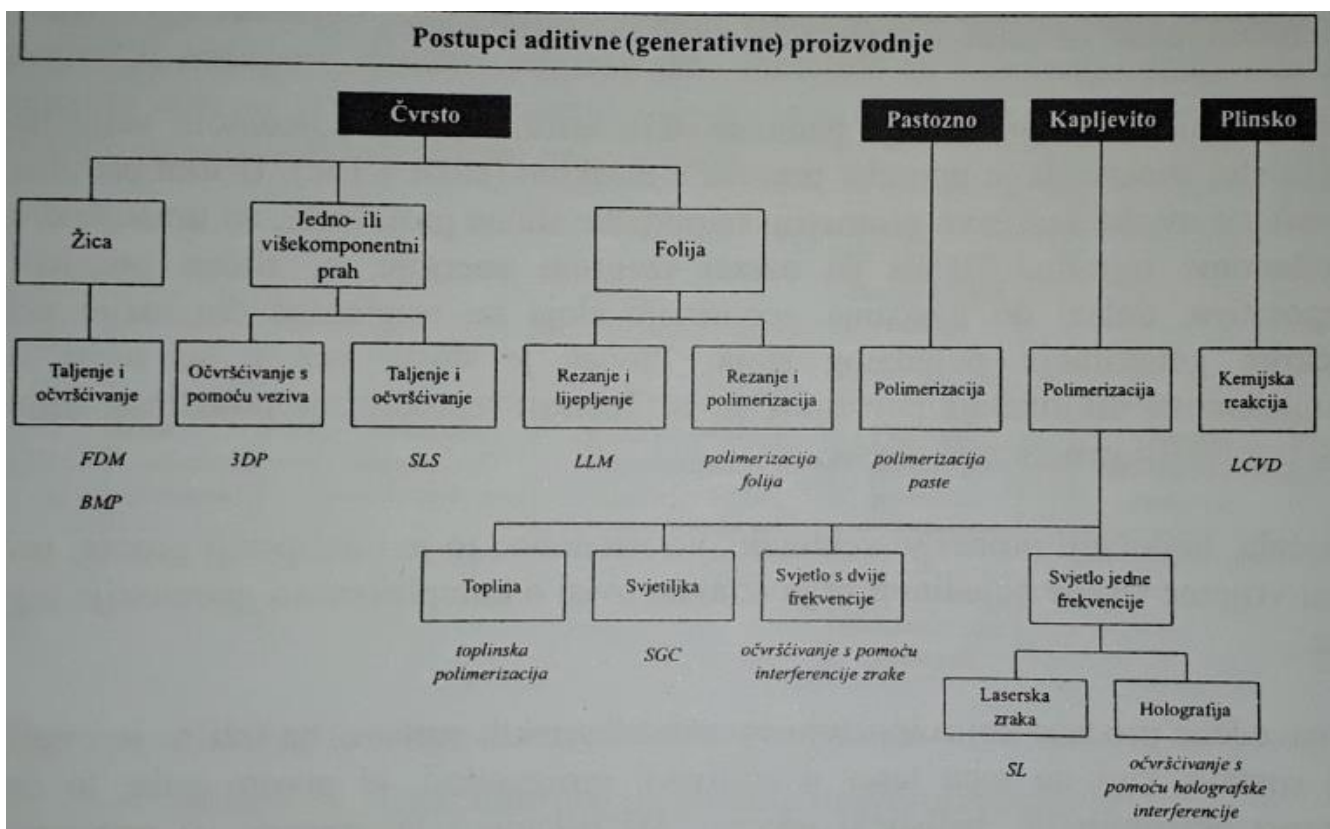 Postupci aditivne (generativne) proizvodnje
Čvrsto
Pastozno
Kapljevito
Plinsko
Žica
Jedno- ili
višekomponentni
prah
Folija
Taljenje i
očvršćivanje
Očvršćivanje s
pomoću veziva
Taljenje i
očvršćivanje
Rezanje i
lijepljenje
Rezanje i
polimerizacija
Polimerizacija
Polimerizacija
Kemijska
reakcija
FDM
BMP
3DP
SLS
LLM
polimerizacija
folija
polimerizacija
paste
LCVD
Toplina
Svjetiljka
Svjetlo s dvije
frekvencije
Svjetlo jedne
frekvencije
toplinska
polimerizacija
SGC
očvršćivanje s pomoću
interferencije zrake
Laserska
zraka
Holografija
SL
očvršćivanje s
pomoću holografske
interferencije